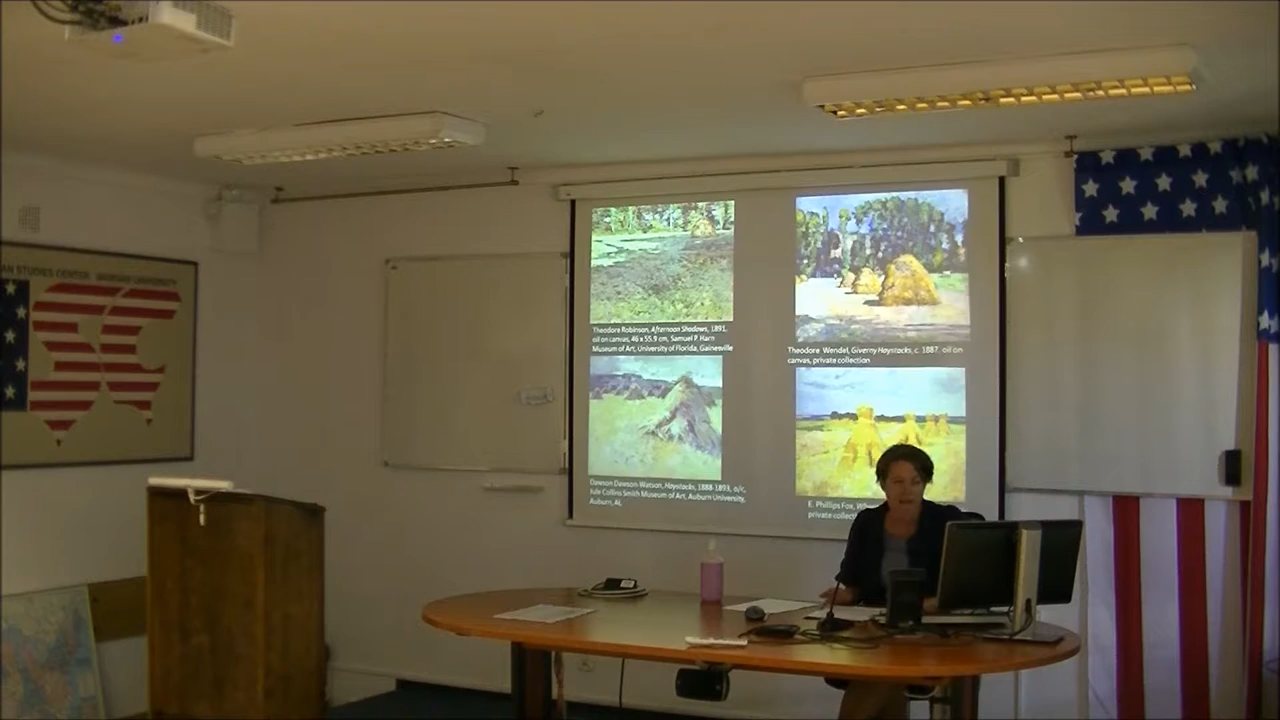 AN STUDIES CENTER WARSAW UNIVERSITY
Theodore Robinson, Afternoon Shadows, 1891,
oil on canvas, 46 x 55.9 cm, Samuel P. Harn
Museum of Art, University of Florida, Gainesville
Theodore Wendel, Giverny Haystacks, c. 1887, oil on
canvas, private collection
Dawson Dawson-Watson, Haystacks, 1888-1893, o/c,
Jule Collins Smith Museum of Art, Auburn University,
Auburn, AL
E. Phillips Fox,
private